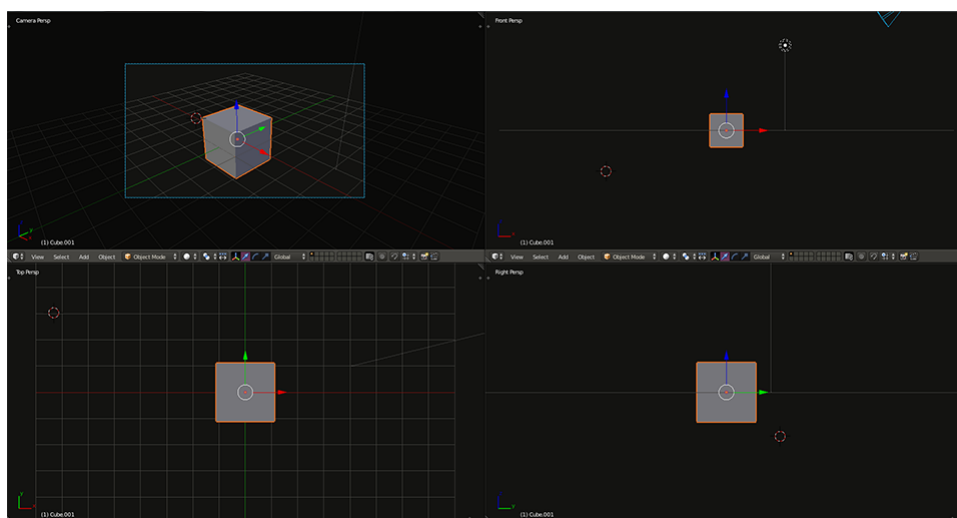 Camera Persp
Front Persp
(1) Cube.001
(1) Cube.001
View Select Add Object Object Mode Global
View Select Add Object Object Mode Global
Top Persp
Right Persp
y
(1) Cube.001
(1) Cube.001